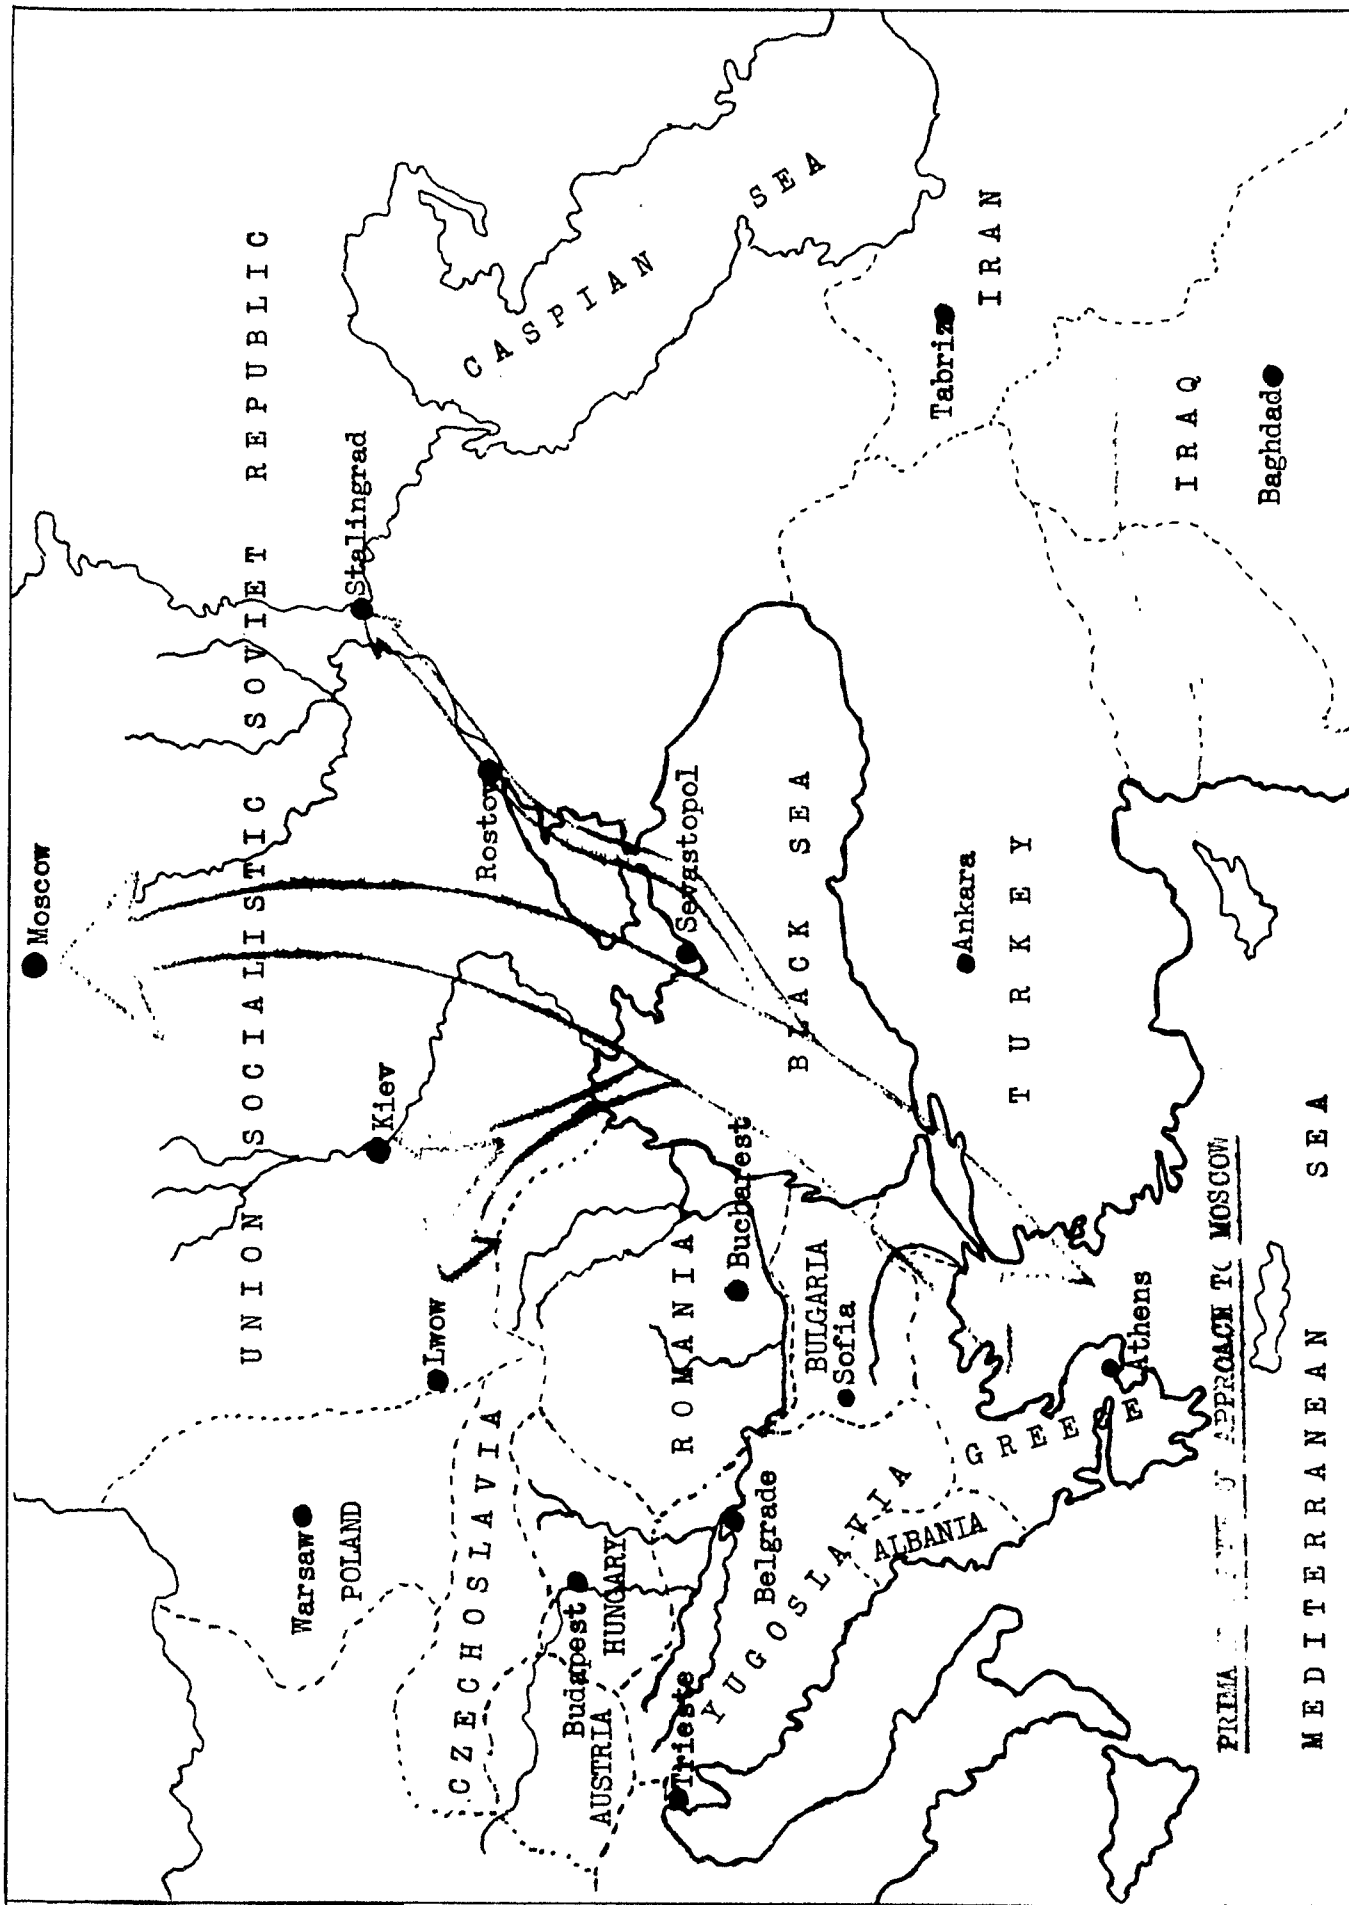 Moscow
UNION SOCIALISTIC SOVIET REPUBLIC
Stalingrad
Kiev
Warsaw
POLAND
Lwow
Rostov
CASPIAN SEA
CZECHOSLAVIA
Budapest
HUNGARY
AUSTRIA
Trieste
Sevastopol
ROMANIA
Bucharest
Belgrade
YUGOSLAVIA
BLACK SEA
BULGARIA
Sofia
ALBANIA
GREECE
Athens
Ankara
TURKEY
Tabriz
IRAN
IRAQ
Baghdad
APPROACH TO MOSCOW
MEDITERRANEAN SEA